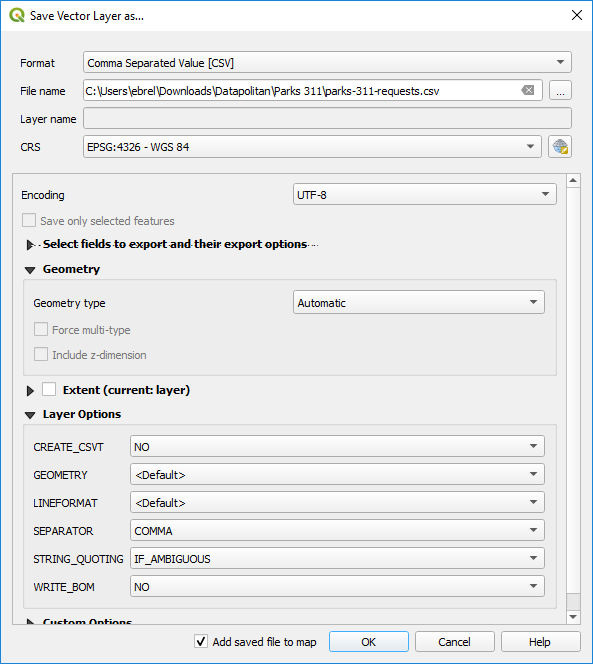 Save Vector Layer as...
Format Comma Separated Value [CSV]
File name C:\Users\ebrel\Downloads\Datapolitan\Parks 311\parks-311-requests.csv ...
Layer name
CRS EPSG:4326 - WGS 84
Encoding UTF-8
Save only selected features
Select fields to export and their export options
Geometry
Geometry type Automatic
Force multi-type
Include z-dimension
Extent (current: layer)
Layer Options
CREATE_CSVT NO
GEOMETRY <Default>
LINEFORMAT <Default>
SEPARATOR COMMA
STRING_QUOTING IF_AMBIGUOUS
WRITE_BOM NO
Custom Options
Add saved file to map OK Cancel Help